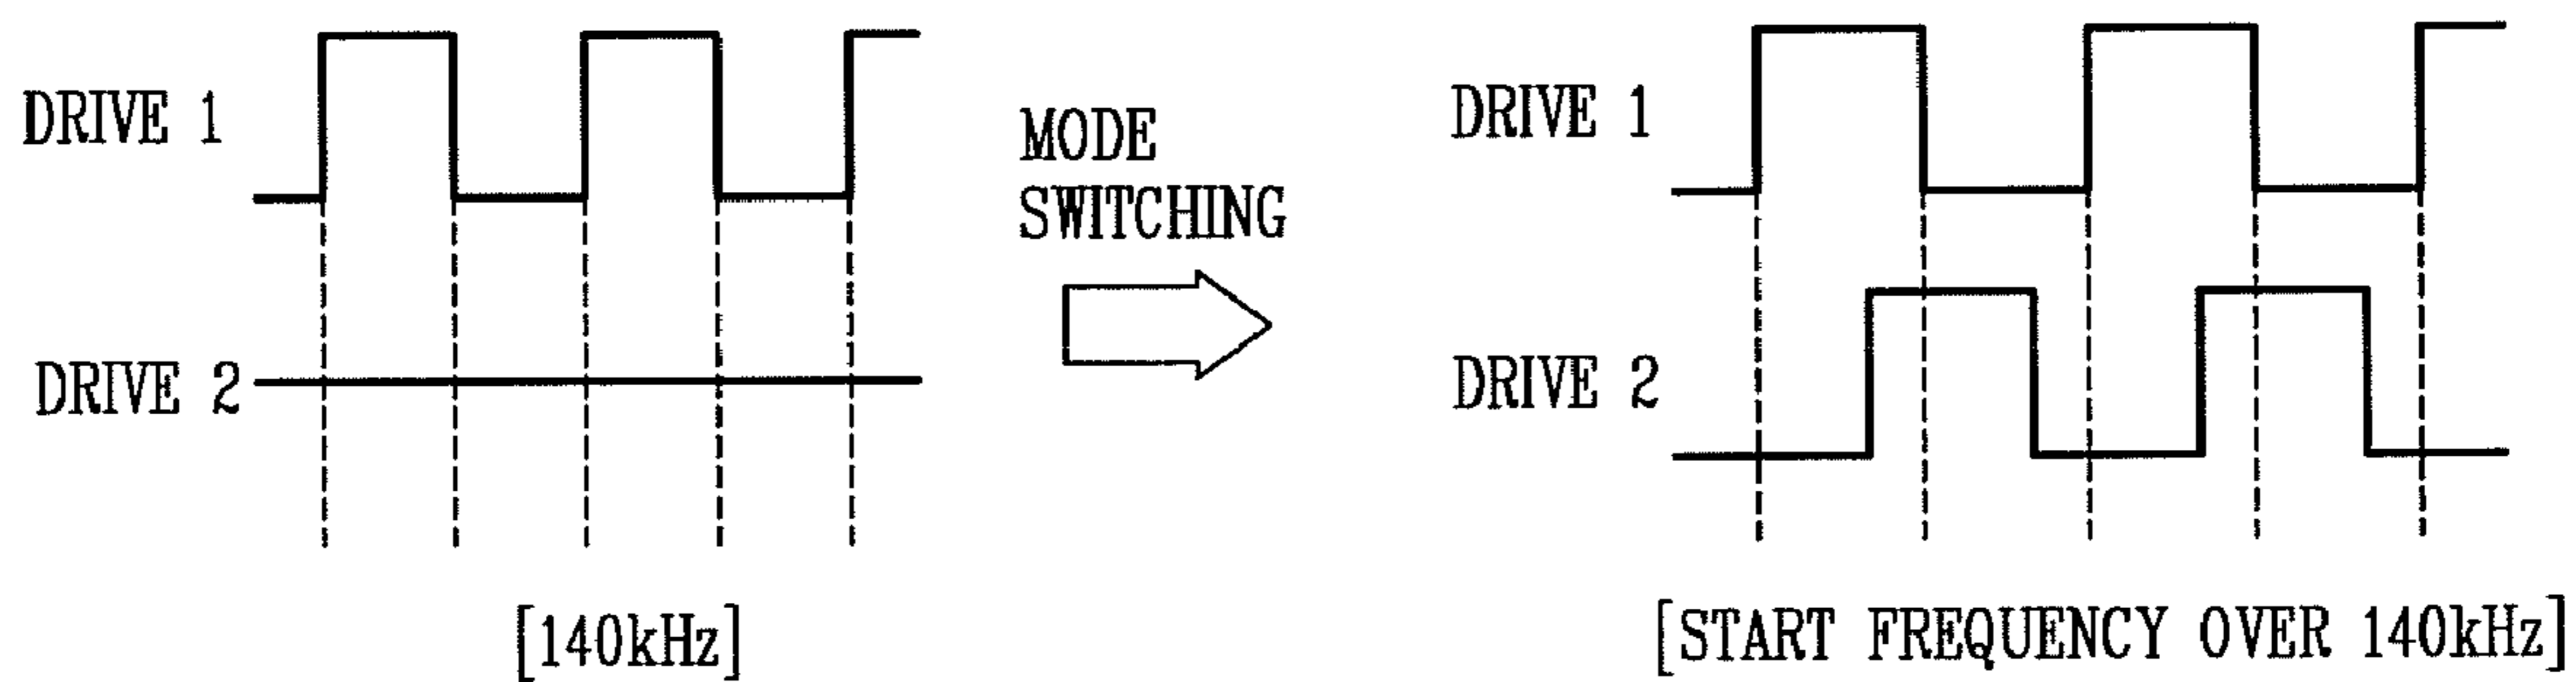 DRIVE 1
DRIVE 2
[140kHz]
MODE
SWITCHING
DRIVE 1
DRIVE 2
[START FREQUENCY OVER 140kHz]